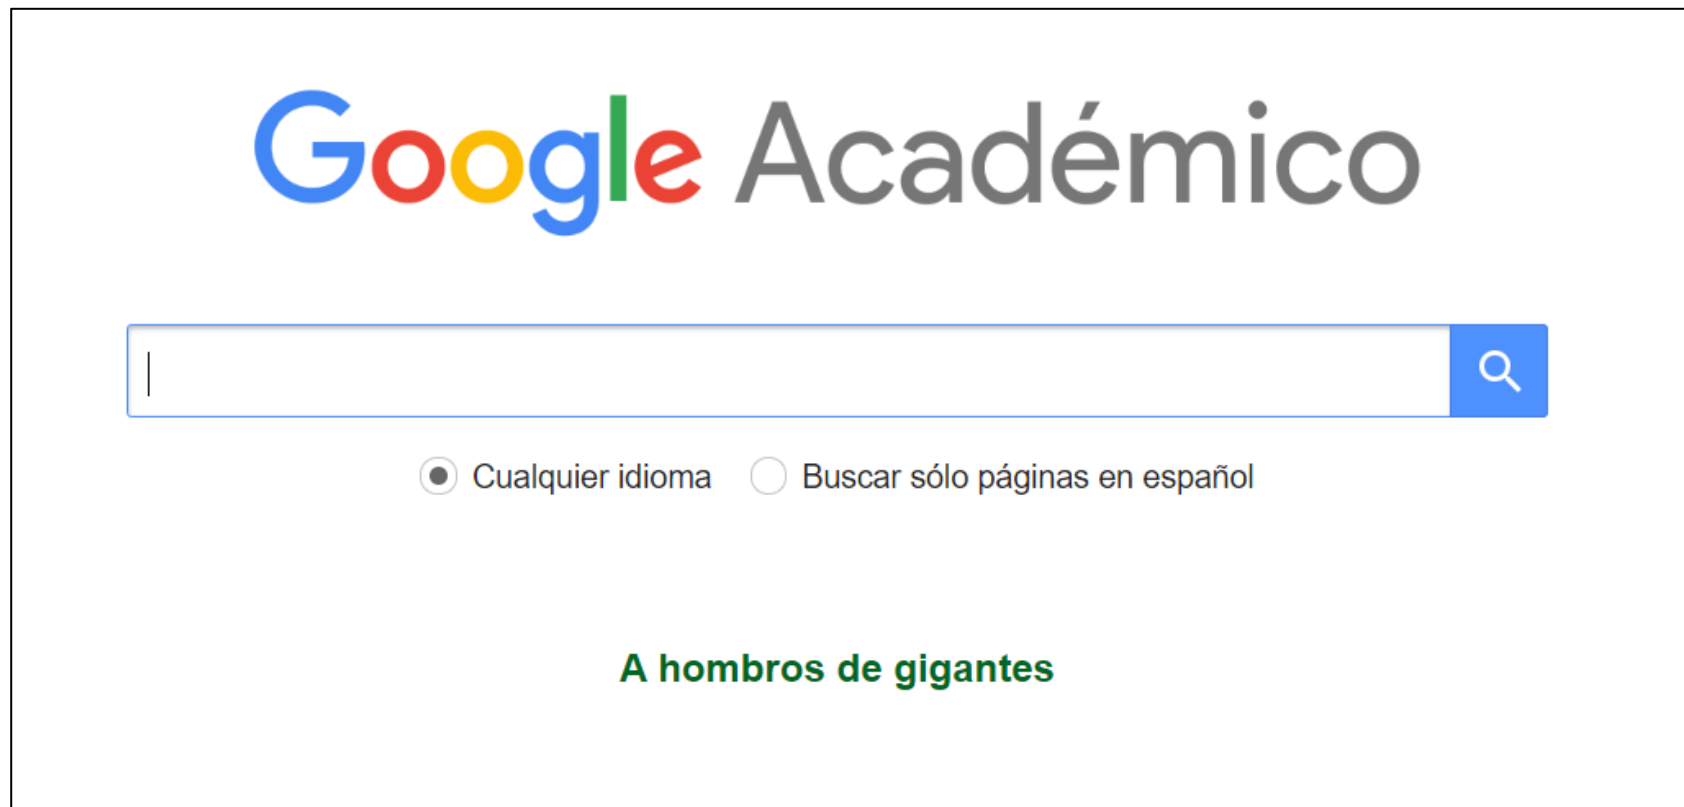 Google Académico
Cualquier idioma Buscar sólo páginas en español
A hombros de gigantes